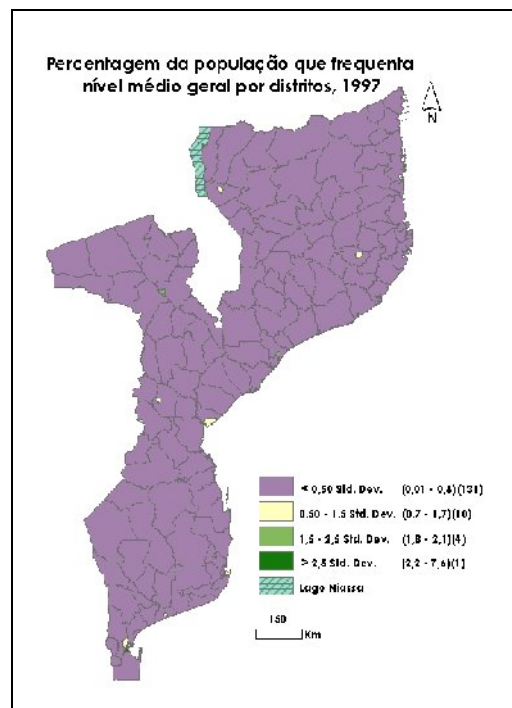 Percentagem da população que frequenta
nível médio geral por distritos, 1997
N
< 0,50 Std. Dev. (0,01 - 0,6)(131)
0.50 - 1.5 Std. Dev. (0.7 - 1,7)(10)
1,5 - 2,5 Std. Dev. (1,8 - 2,1)(4)
> 2,5 Std. Dev. (2,2 - 7,6)(1)
Lago Niassa
150
Km